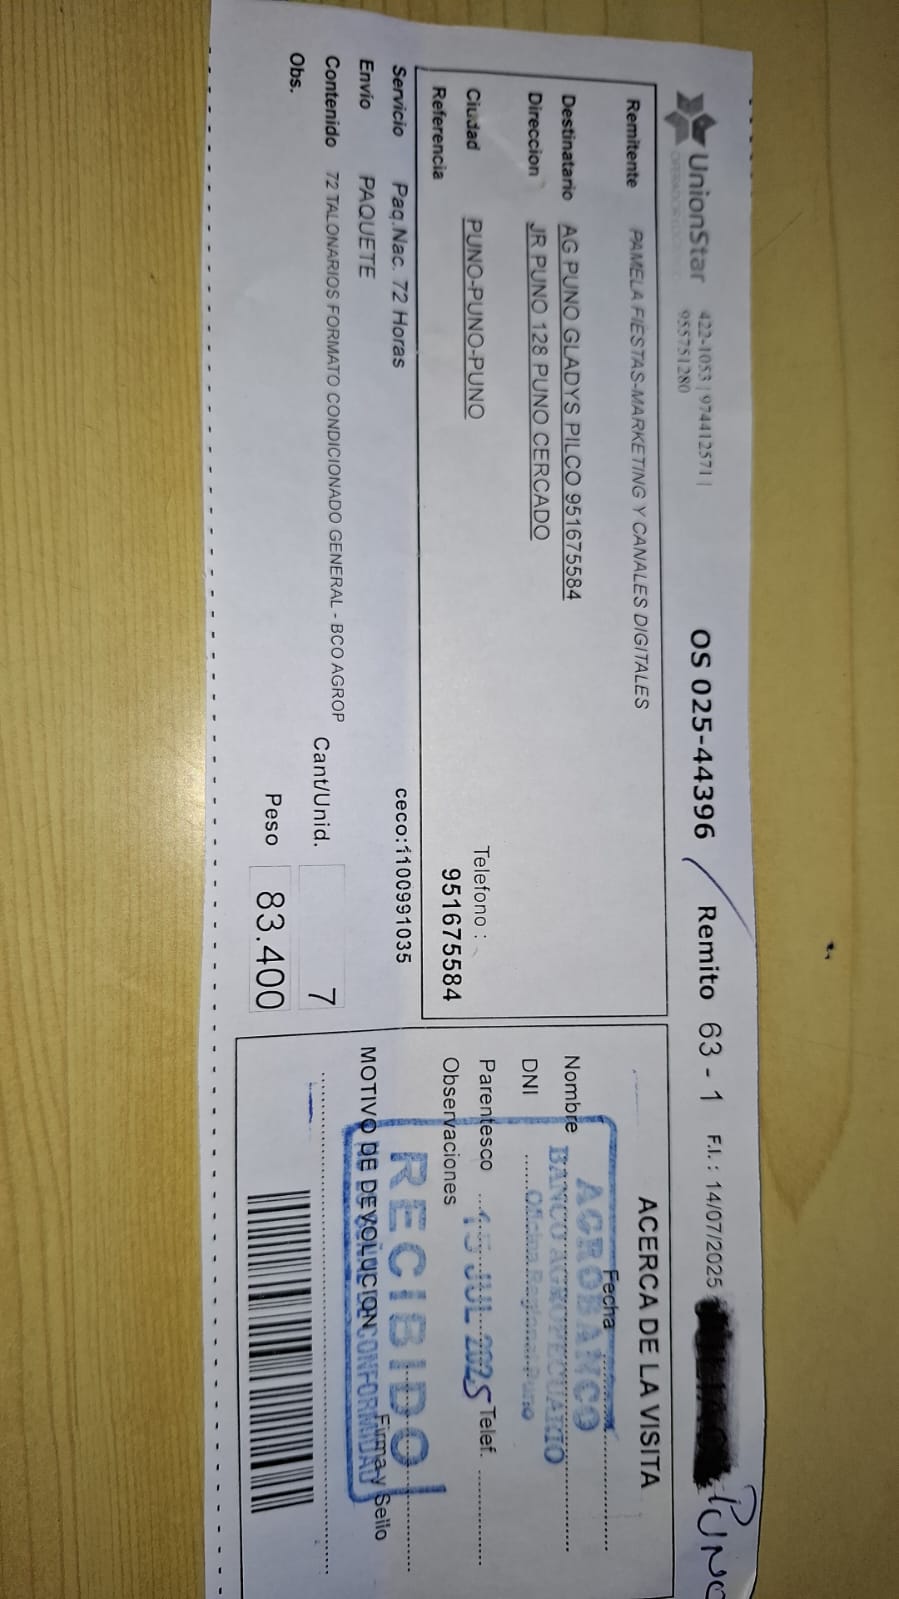 UnionStar
422-1053 | 974412571 |
955751280
OS 025-44396
Remito 63 - 1
F.I. : 14/07/2025
PUNO
Remitente PAMELA FIESTAS-MARKETING Y CANALES DIGITALES
Destinatario AG PUNO GLADYS PILCO 951675584
Direccion JR PUNO 128 PUNO CERCADO
Ciudad PUNO-PUNO-PUNO
Telefono :
Referencia
951675584
Servicio Paq.Nac. 72 Horas
ceco:1100991035
Envio PAQUETE
Contenido 72 TALONARIOS FORMATO CONDICIONADO GENERAL - BCO AGROP
Cant/Unid. 7
Obs.
Peso 83.400
ACERCA DE LA VISITA
Fecha
AGROBANCO
Nombre
BANCO AGROPECUARIO
DNI
Oficina Regional Puno
Parentesco
15 JUL 2025
Telef.
Observaciones
RECIBIDO
Firma y Sello
MOTIVO DE DEVOLUCION
CONFORMIDAD